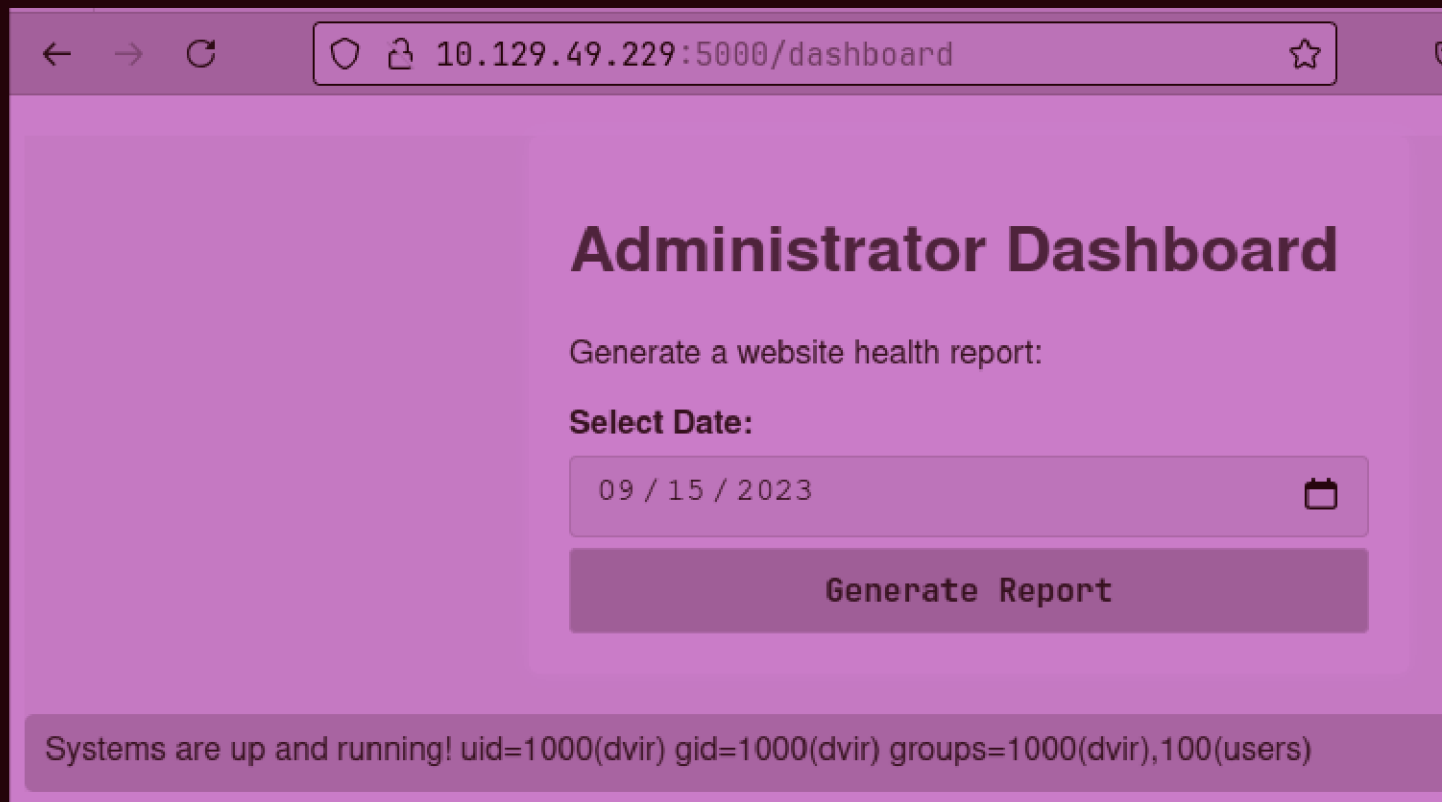 10.129.49.229:5000/dashboard
Administrator Dashboard
Generate a website health report:
Select Date:
09/15/2023
Generate Report
Systems are up and running! uid=1000(dvir) gid=1000(dvir) groups=1000(dvir),100(users)